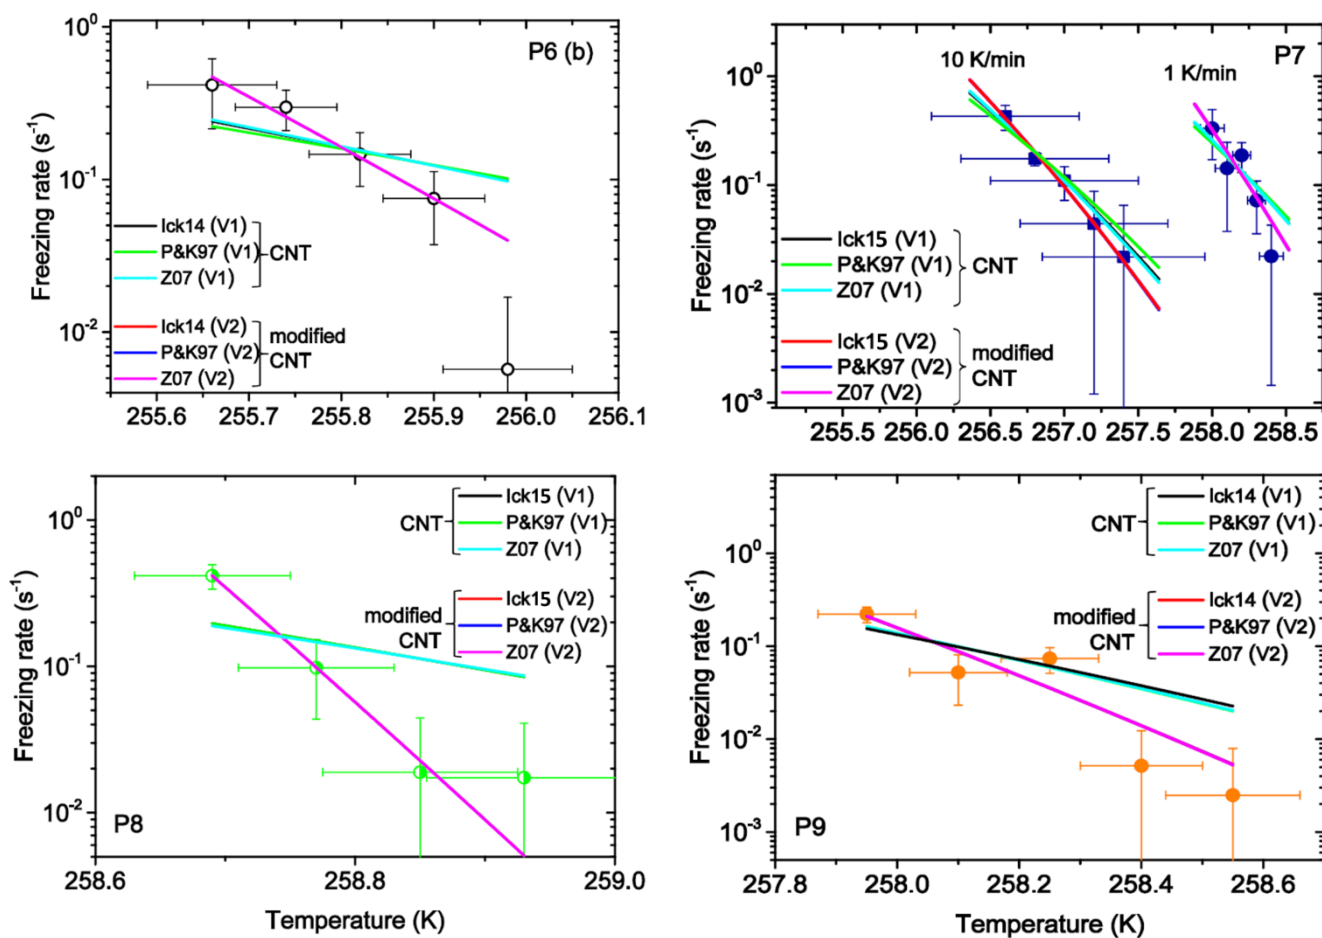 P6 (b)
10⁰
10⁻¹
10⁻²
Freezing rate (s⁻¹)
Ick14 (V1)
P&K97 (V1)
Z07 (V1)
CNT
Ick14 (V2)
P&K97 (V2)
Z07 (V2)
modified
CNT
255.6 255.7 255.8 255.9 256.0 256.1
P7
10 K/min
1 K/min
10⁰
10⁻¹
10⁻²
10⁻³
Freezing rate (s⁻¹)
Ick15 (V1)
P&K97 (V1)
Z07 (V1)
CNT
Ick15 (V2)
P&K97 (V2)
Z07 (V2)
modified
CNT
255.5 256.0 256.5 257.0 257.5 258.0 258.5
10⁰
10⁻¹
10⁻²
Freezing rate (s⁻¹)
CNT
Ick15 (V1)
P&K97 (V1)
Z07 (V1)
modified
CNT
Ick15 (V2)
P&K97 (V2)
Z07 (V2)
P8
258.6 258.8 259.0
Temperature (K)
10⁰
10⁻¹
10⁻²
10⁻³
Freezing rate (s⁻¹)
CNT
Ick14 (V1)
P&K97 (V1)
Z07 (V1)
modified
CNT
Ick14 (V2)
P&K97 (V2)
Z07 (V2)
P9
257.8 258.0 258.2 258.4 258.6
Temperature (K)